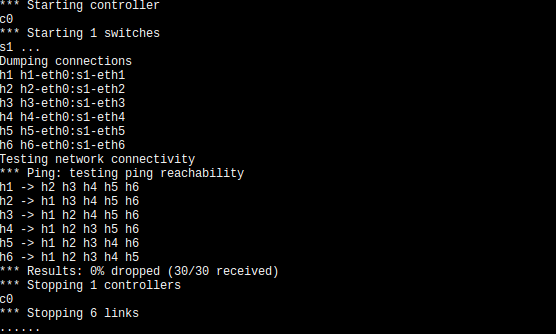 *** Starting controller
c0
*** Starting 1 switches
s1 ...
Dumping connections
h1 h1-eth0:s1-eth1
h2 h2-eth0:s1-eth2
h3 h3-eth0:s1-eth3
h4 h4-eth0:s1-eth4
h5 h5-eth0:s1-eth5
h6 h6-eth0:s1-eth6
Testing network connectivity
*** Ping: testing ping reachability
h1 -> h2 h3 h4 h5 h6
h2 -> h1 h3 h4 h5 h6
h3 -> h1 h2 h4 h5 h6
h4 -> h1 h2 h3 h5 h6
h5 -> h1 h2 h3 h4 h6
h6 -> h1 h2 h3 h4 h5
*** Results: 0% dropped (30/30 received)
*** Stopping 1 controllers
c0
*** Stopping 6 links
......